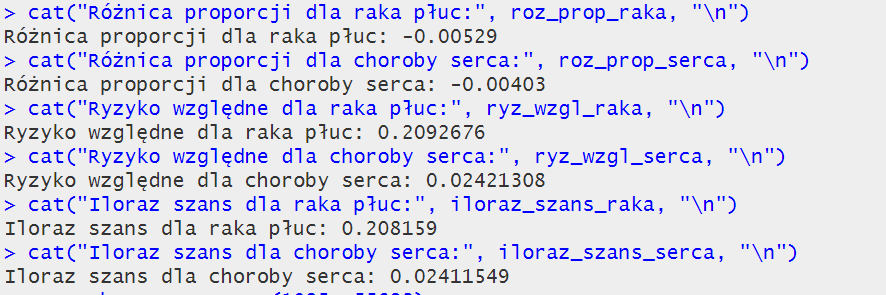 > cat("Różnica proporcji dla raka płuc:", roz_prop_raka, "\n")
Różnica proporcji dla raka płuc: -0.00529
> cat("Różnica proporcji dla choroby serca:", roz_prop_serca, "\n")
Różnica proporcji dla choroby serca: -0.00403
> cat("Ryzyko względne dla raka płuc:", ryz_wzgl_raka, "\n")
Ryzyko względne dla raka płuc: 0.2092676
> cat("Ryzyko względne dla choroby serca:", ryz_wzgl_serca, "\n")
Ryzyko względne dla choroby serca: 0.02421308
> cat("Iloraz szans dla raka płuc:", iloraz_szans_raka, "\n")
Iloraz szans dla raka płuc: 0.208159
> cat("Iloraz szans dla choroby serca:", iloraz_szans_serca, "\n")
Iloraz szans dla choroby serca: 0.02411549